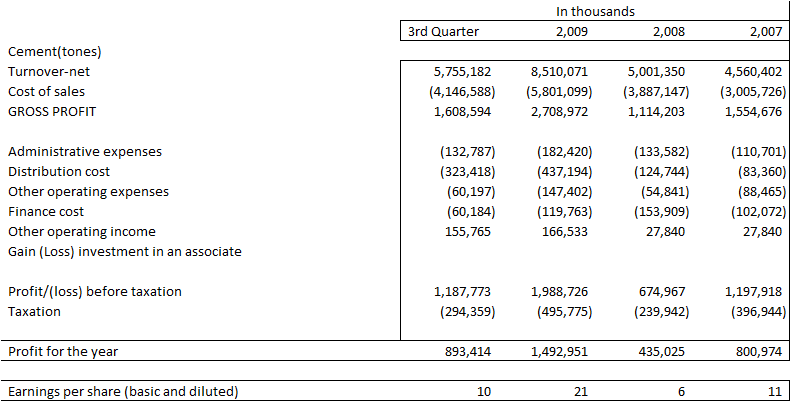 In thousands
3rd Quarter 2,009 2,008 2,007
Cement(tones)
Turnover-net 5,755,182 8,510,071 5,001,350 4,560,402
Cost of sales (4,146,588) (5,801,099) (3,887,147) (3,005,726)
GROSS PROFIT 1,608,594 2,708,972 1,114,203 1,554,676
Administrative expenses (132,787) (182,420) (133,582) (110,701)
Distribution cost (323,418) (437,194) (124,744) (83,360)
Other operating expenses (60,197) (147,402) (54,841) (88,465)
Finance cost (60,184) (119,763) (153,909) (102,072)
Other operating income 155,765 166,533 27,840 27,840
Gain (Loss) investment in an associate
Profit/(loss) before taxation 1,187,773 1,988,726 674,967 1,197,918
Taxation (294,359) (495,775) (239,942) (396,944)
Profit for the year 893,414 1,492,951 435,025 800,974
Earnings per share (basic and diluted) 10 21 6 11